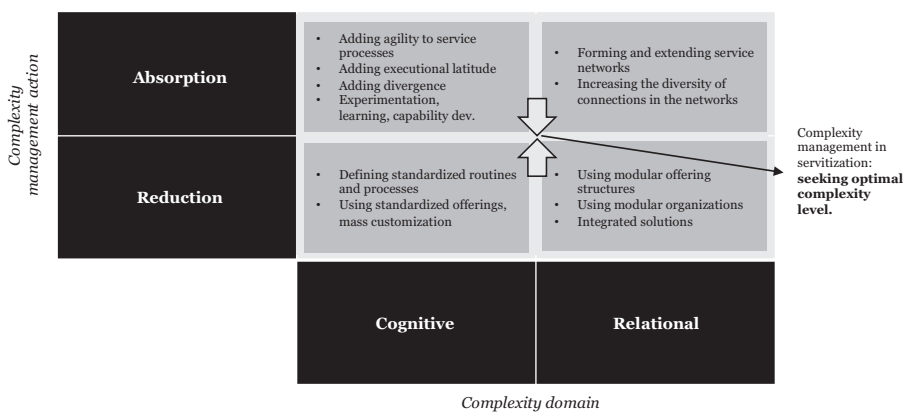 Complexity
management action
Absorption
• Adding agility to service
processes
• Adding executional latitude
• Adding divergence
• Experimentation,
learning, capability dev.
• Forming and extending service
networks
• Increasing the diversity of
connections in the networks
Reduction
• Defining standardized routines
and processes
• Using standardized offerings,
mass customization
• Using modular offering
structures
• Using modular organizations
• Integrated solutions
Complexity
management in
servitization:
seeking optimal
complexity
level.
Cognitive
Relational
Complexity domain